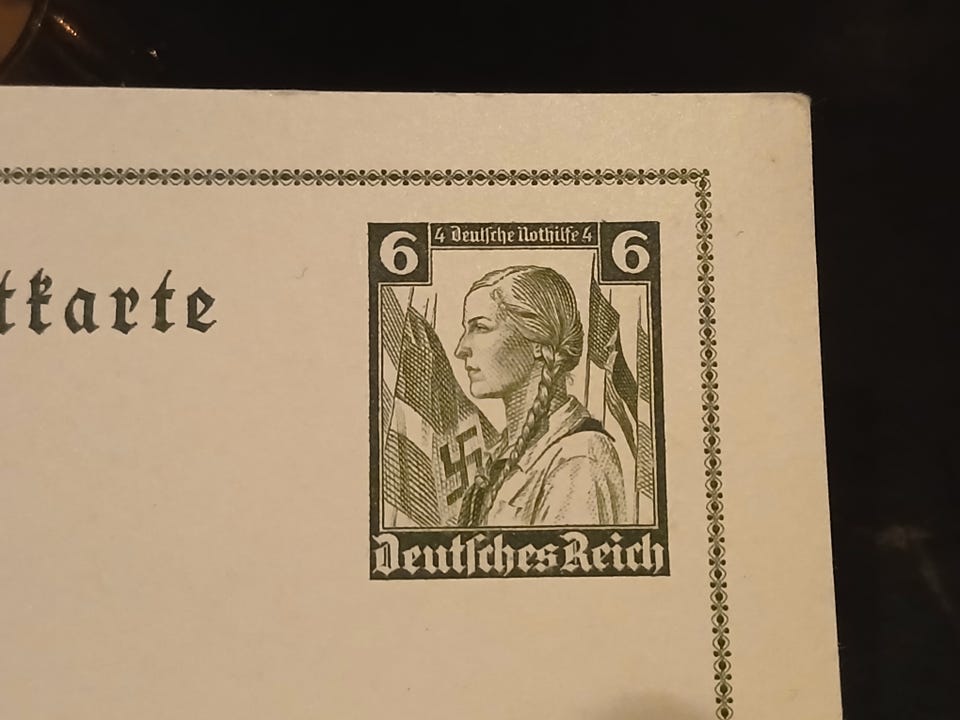 6 4 Deutsche Nothilfe 4 6
tkarte
Deutsches Reich